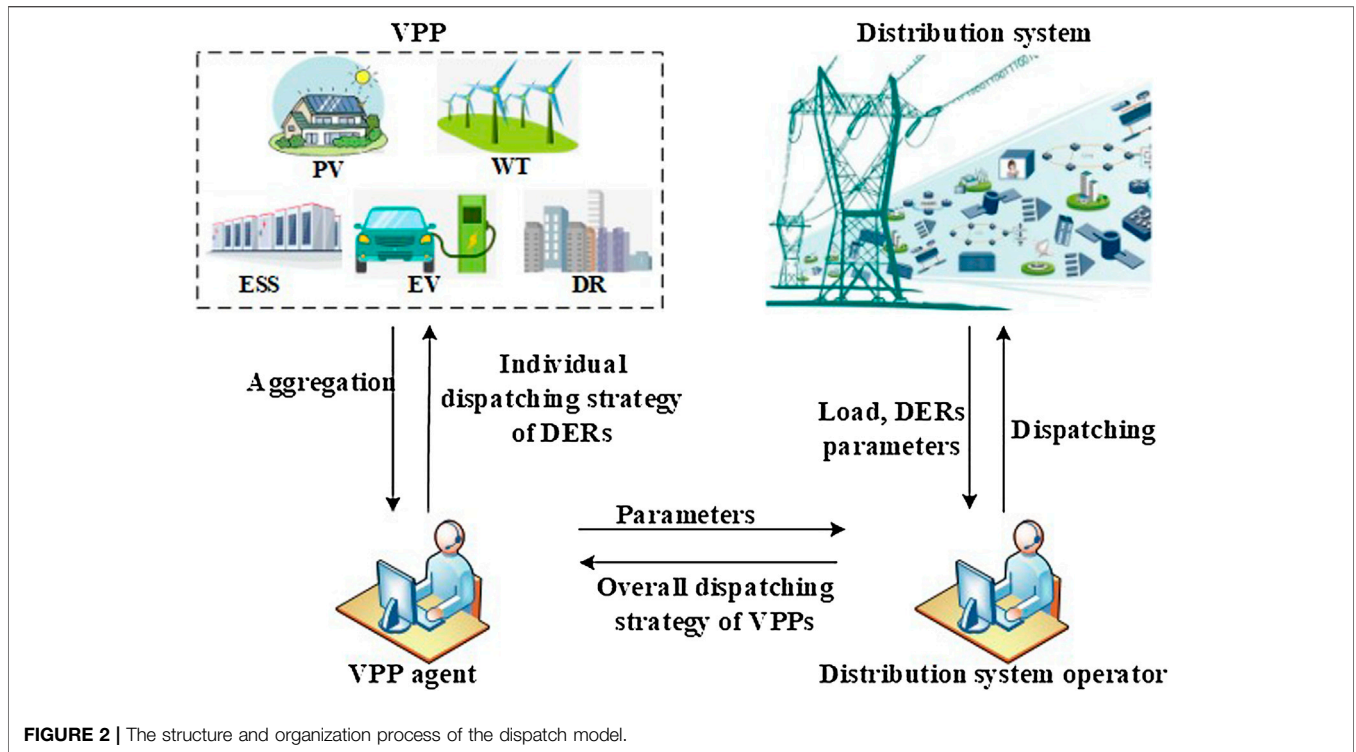 VPP
Distribution system
PV
WT
ESS
EV
DR
Aggregation
Individual
dispatching strategy
of DERs
Load, DERs
parameters
Dispatching
Parameters
Overall dispatching
strategy of VPPs
VPP agent
Distribution system operator
FIGURE 2 | The structure and organization process of the dispatch model.